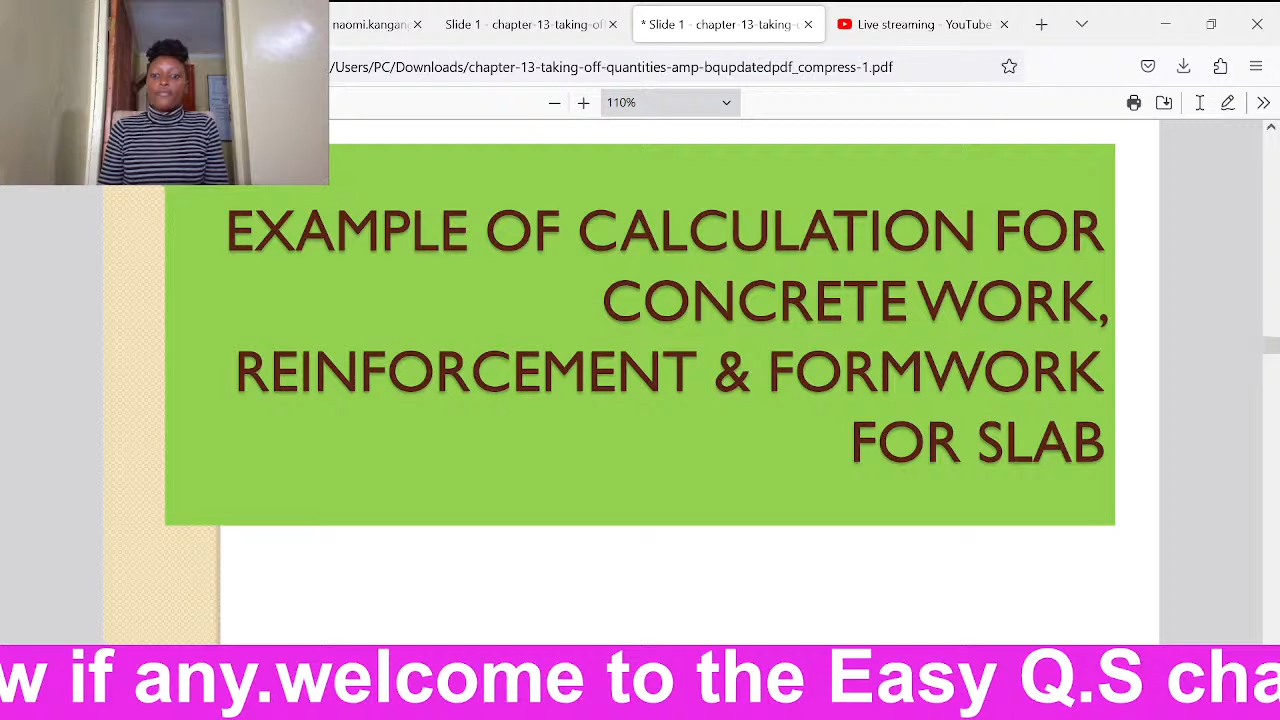 naomi.kangan
Slide 1 - chapter-13-taking-of
* Slide 1 - chapter-13-taking-
Live streaming - YouTube
/Users/PC/Downloads/chapter-13-taking-off-quantities-amp-bqupdatedpdf_compress-1.pdf
110%
EXAMPLE OF CALCULATION FOR
CONCRETE WORK,
REINFORCEMENT & FORMWORK
FOR SLAB
w if any.welcome to the Easy Q.S cha